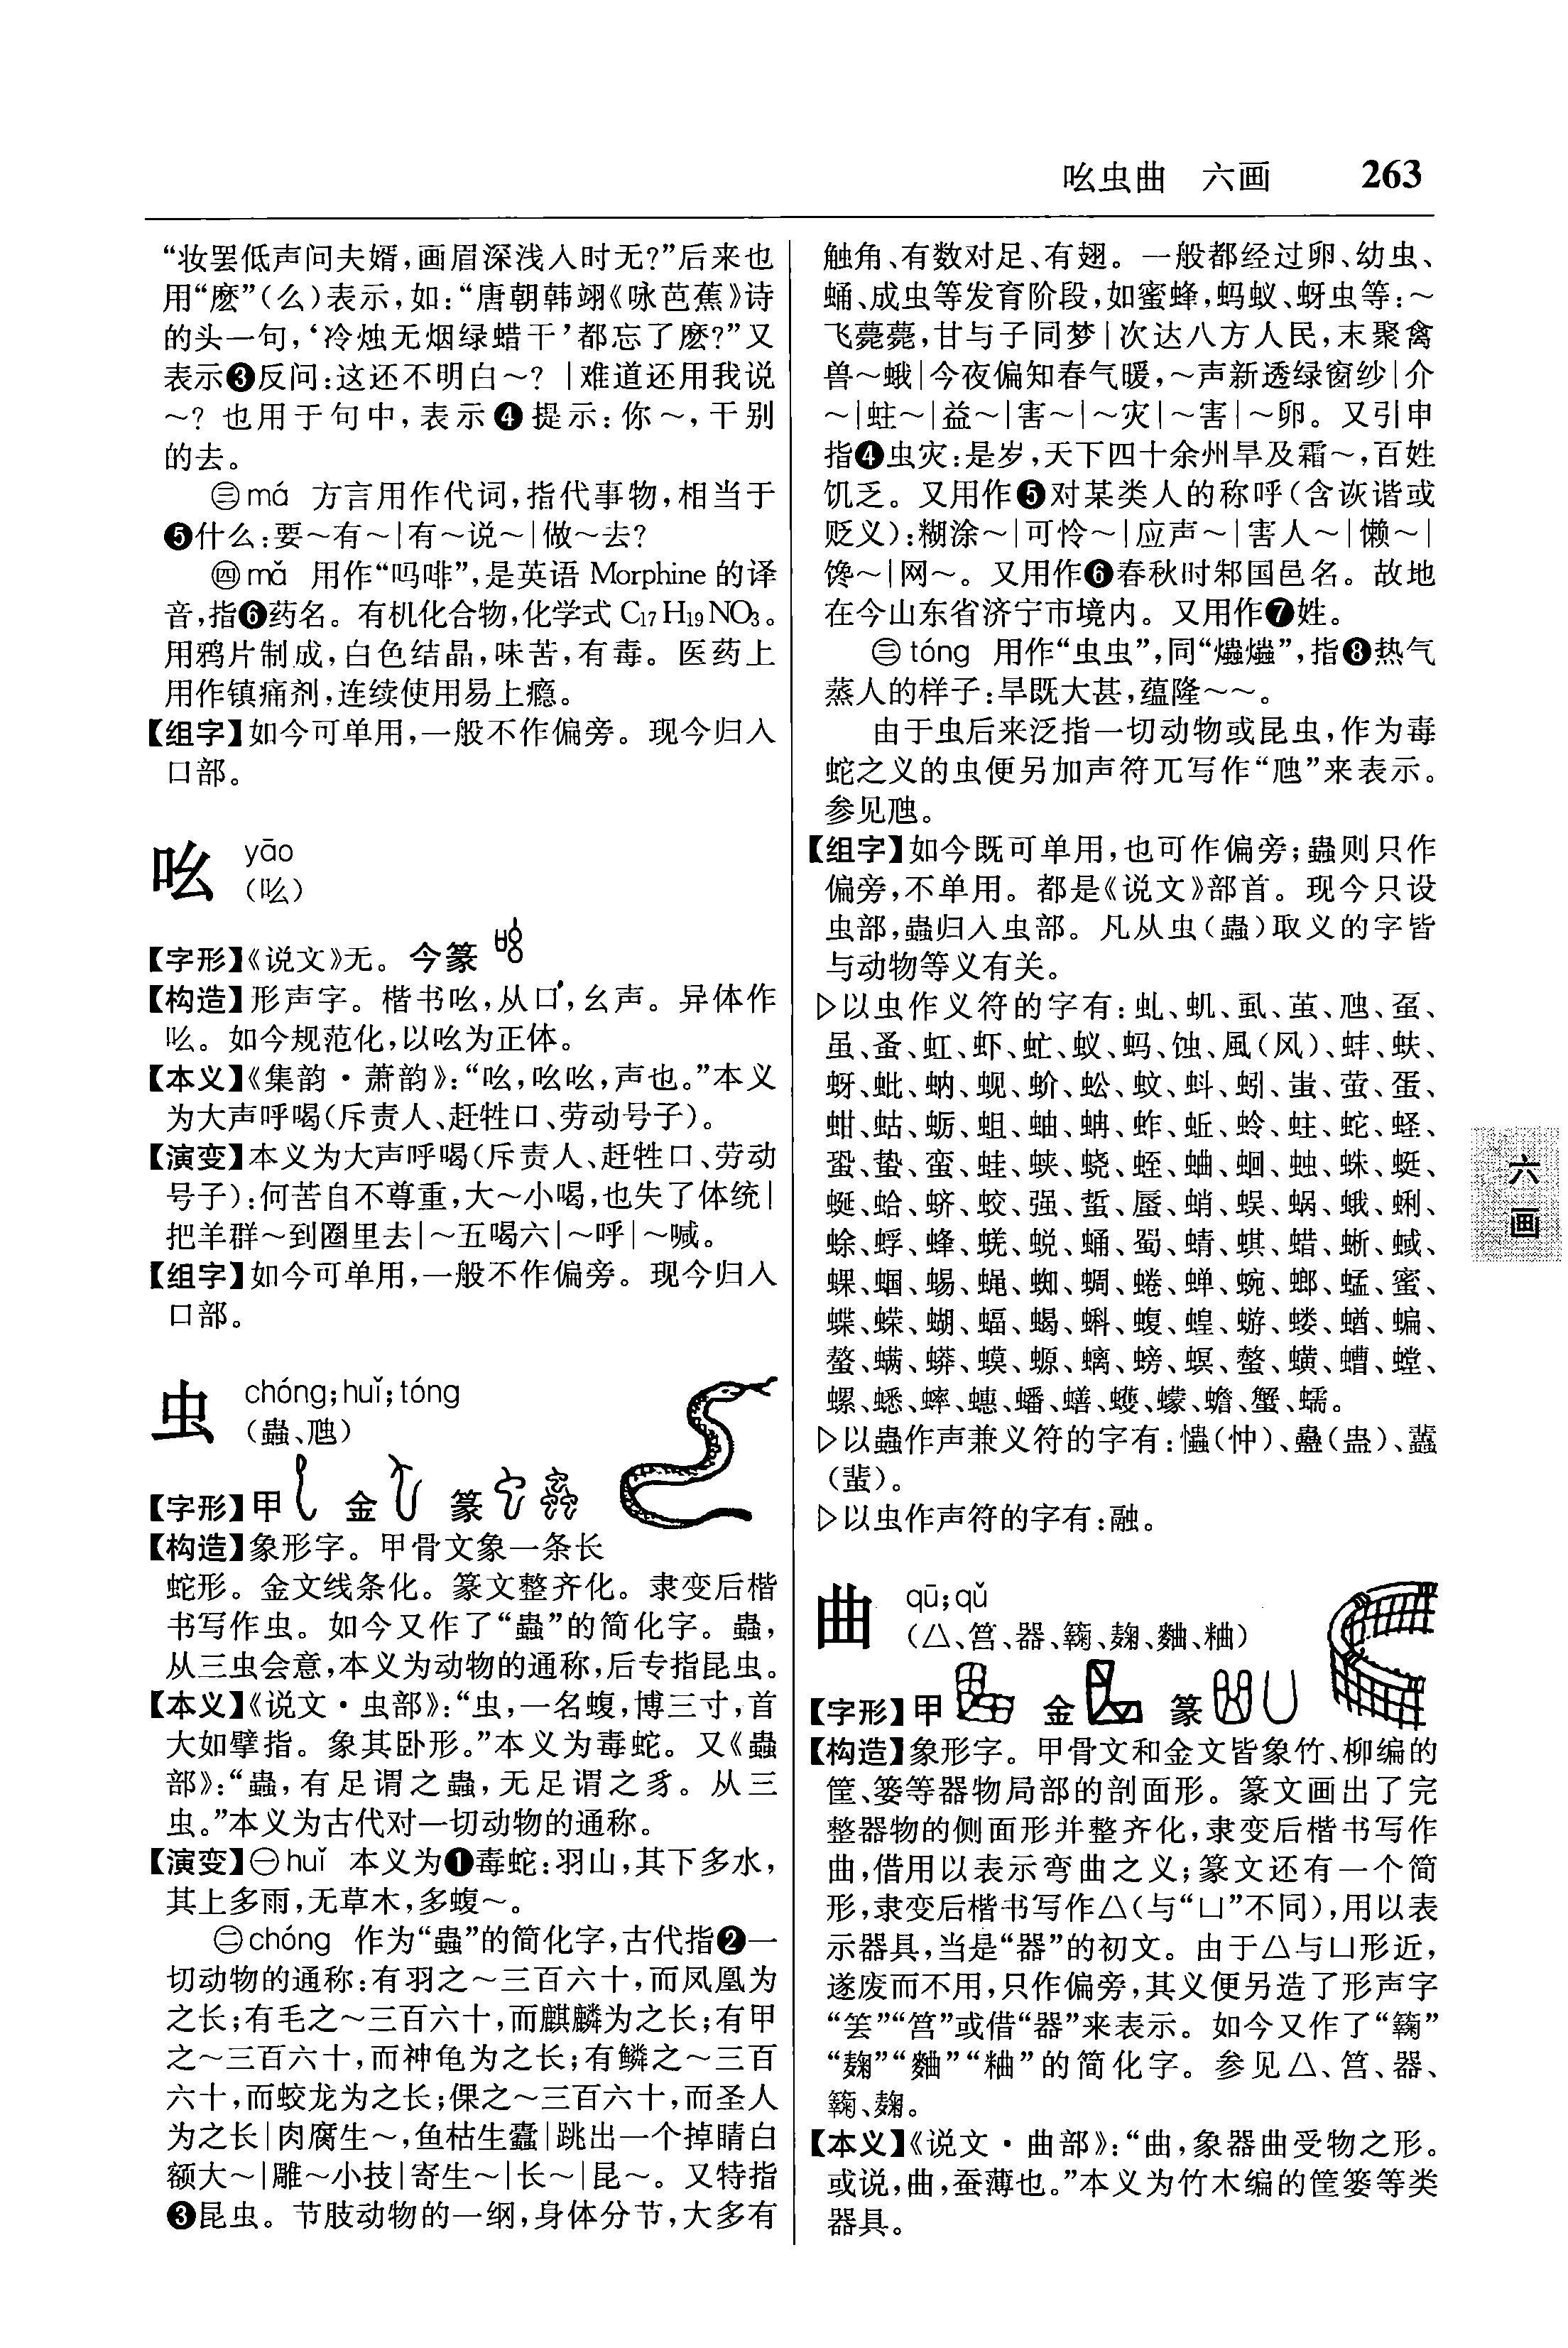 吆虫曲 六画 263
“妆罢低声问夫婿,画眉深浅入时无?”后来也
用“麽”(么)表示,如:“唐朝韩翊《咏芭蕉》诗
的头一句,‘冷烛无烟绿蜡干’都忘了麽?”又
表示❸反问:这还不明白~? |难道还用我说
~? 也用于句中,表示❹提示:你~,干别
的去。
㊂má 方言用作代词,指代事物,相当于
❺什么:要~有~|有~说~|做~去?
㊃mǎ 用作“吗啡”,是英语 Morphine 的译
音,指❻药名。有机化合物,化学式 C₁₇H₁₉NO₃。
用鸦片制成,白色结晶,味苦,有毒。医药上
用作镇痛剂,连续使用易上瘾。
【组字】如今可单用,一般不作偏旁。现今归入
口部。
吆 yāo
(吆)
【字形】《说文》无。今篆
【构造】形声字。楷书吆,从口,幺声。异体作
吆。如今规范化,以吆为正体。
【本义】《集韵·萧韵》:“吆,吆吆,声也。”本义
为大声呼喝(斥责人、赶牲口、劳动号子)。
【演变】本义为大声呼喝(斥责人、赶牲口、劳动
号子):何苦自不尊重,大~小喝,也失了体统|
把羊群~到圈里去|~五喝六|~呼|~喊。
【组字】如今可单用,一般不作偏旁。现今归入
口部。
虫 chóng;huǐ;tóng
(蟲、虺)
【字形】甲 金 篆
【构造】象形字。甲骨文象一条长
蛇形。金文线条化。篆文整齐化。隶变后楷
书写作虫。如今又作了“蟲”的简化字。蟲,
从三虫会意,本义为动物的通称,后专指昆虫。
【本义】《说文·虫部》:“虫,一名蝮,博三寸,首
大如擘指。象其卧形。”本义为毒蛇。又《蟲
部》:“蟲,有足谓之蟲,无足谓之豸。从三
虫。”本义为古代对一切动物的通称。
【演变】㊀huǐ 本义为❶毒蛇:羽山,其下多水,
其上多雨,无草木,多蝮~。
㊁chóng 作为“蟲”的简化字,古代指❷一
切动物的通称:有羽之~三百六十,而凤凰为
之长;有毛之~三百六十,而麒麟为之长;有甲
之~三百六十,而神龟为之长;有鳞之~三百
六十,而蛟龙为之长;倮之~三百六十,而圣人
为之长|肉腐生~,鱼枯生蠹|跳出一个掉睛白
额大~|雕~小技|寄生~|长~|昆~。又特指
❸昆虫。节肢动物的一纲,身体分节,大多有
触角、有数对足、有翅。一般都经过卵、幼虫、
蛹、成虫等发育阶段,如蜜蜂,蚂蚁、蚜虫等:~
飞薨薨,甘与子同梦|次达八方人民,末聚禽
兽~蛾|今夜偏知春气暖,~声新透绿窗纱|介
~|蛀~|益~|害~|~灾|~害|~卵。又引申
指❹虫灾:是岁,天下四十余州旱及霜~,百姓
饥乏。又用作❺对某类人的称呼(含诙谐或
贬义):糊涂~|可怜~|应声~|害人~|懒~|
馋~|网~。又用作❻春秋时邾国邑名。故地
在今山东省济宁市境内。又用作❼姓。
㊂tóng 用作“虫虫”,同“爞爞”,指❽热气
蒸人的样子:旱既大甚,蕴隆~~。
由于虫后来泛指一切动物或昆虫,作为毒
蛇之义的虫便另加声符兀写作“虺”来表示。
参见虺。
【组字】如今既可单用,也可作偏旁;蟲则只作
偏旁,不单用。都是《说文》部首。现今只设
虫部,蟲归入虫部。凡从虫(蟲)取义的字皆
与动物等义有关。
▷以虫作义符的字有:虬、虮、虱、茧、虺、虿、
虽、蚤、虹、虾、虻、蚁、蚂、蚀、風(风)、蚌、蚨、
蚜、蚍、蚋、蚬、蚧、蚣、蚊、蚪、蚓、蚩、萤、蛋、
蚶、蛄、蛎、蛆、蚰、蚺、蚱、蚯、蛉、蛀、蛇、蛏、
蛩、蛰、蛮、蛙、蛱、蛲、蛭、蛐、蛔、蚀、蛛、蜓、
蜒、蛤、蛴、蛟、强、蜇、蜃、蛸、蜈、蜗、蛾、蜊、
蜍、蜉、蜂、蜣、蜕、蛹、蜀、蜻、蜞、蜡、蜥、蜮、
蜾、蝈、蜴、蝇、蜘、蜩、蜷、蝉、蜿、螂、蜢、蜜、
蝶、蝾、蝴、蝠、蝎、蝌、蝮、蝗、蝣、蝼、蝤、蝙、
螯、螨、蟒、蟆、螈、螭、螃、螟、螫、蟥、螬、螳、
螺、蟋、蟀、蟪、蟠、蟮、蠖、蠓、蟾、蟹、蠕。
▷以蟲作声兼义符的字有:爞(忡)、蠱(蛊)、蠶
(蜚)。
▷以虫作声符的字有:融。
曲 qū;qǔ
(凵、筥、器、籟、麹、麯、粬)
【字形】甲 金 篆
【构造】象形字。甲骨文和金文皆象竹、柳编的
筐、篓等器物局部的剖面形。篆文画出了完
整器物的侧面形并整齐化,隶变后楷书写作
曲,借用以表示弯曲之义;篆文还有一个简
形,隶变后楷书写作𠙴(与“凵”不同),用以表
示器具,当是“器”的初文。由于𠙴与凵形近,
遂废而不用,只作偏旁,其义便另造了形声字
“筶”“筥”或借“器”来表示。如今又作了“鞠”
“麹”“麯”“粬”的简化字。参见𠙴、筥、器、
鞠、麹。
【本义】《说文·曲部》:“曲,象器曲受物之形。
或说,曲,蚕薄也。”本义为竹木编的筐篓等类
器具。
六画